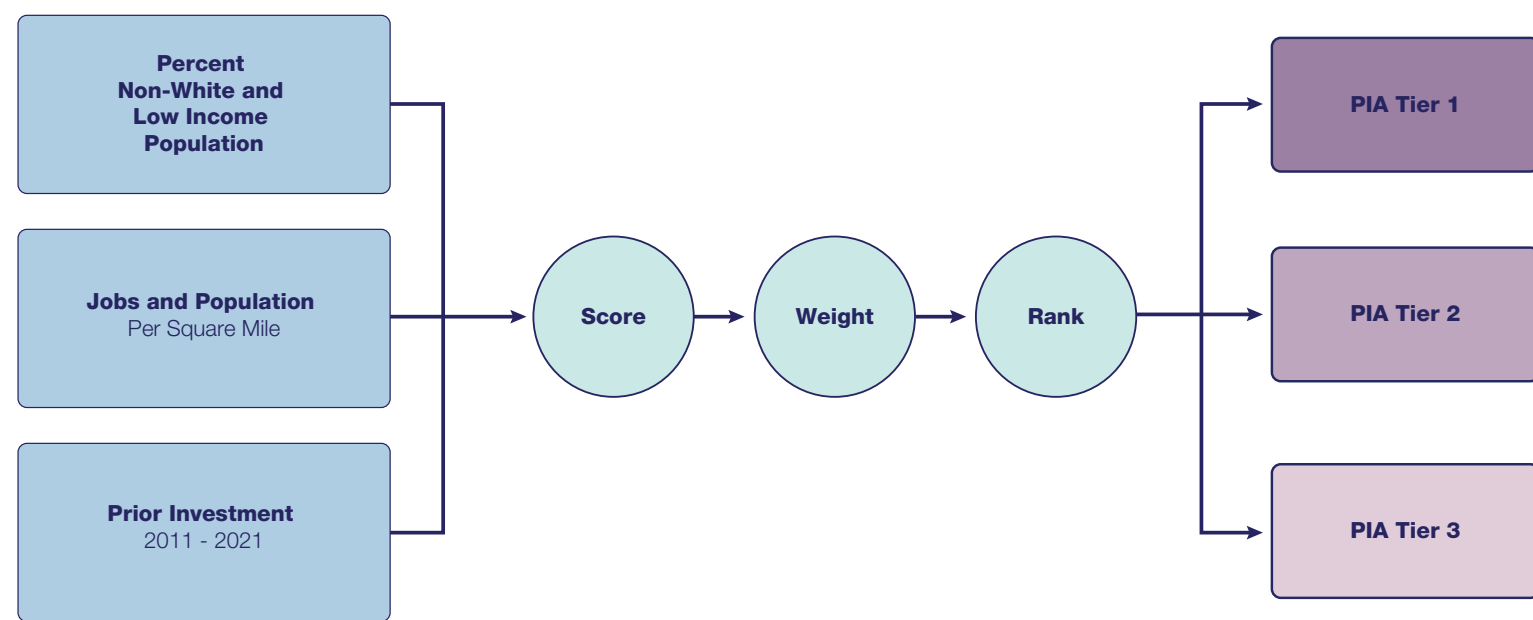 Percent
Non-White and
Low Income
Population
Jobs and Population
Per Square Mile
Prior Investment
2011 - 2021
Score
Weight
Rank
PIA Tier 1
PIA Tier 2
PIA Tier 3